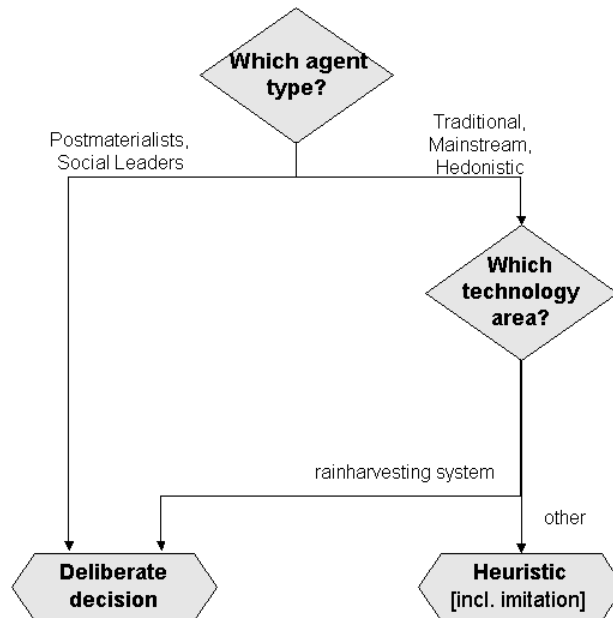 Which agent
type?
Postmaterialists,
Social Leaders
Traditional,
Mainstream,
Hedonistic
Which
technology
area?
rainharvesting system
other
Deliberate
decision
Heuristic
[incl. imitation]